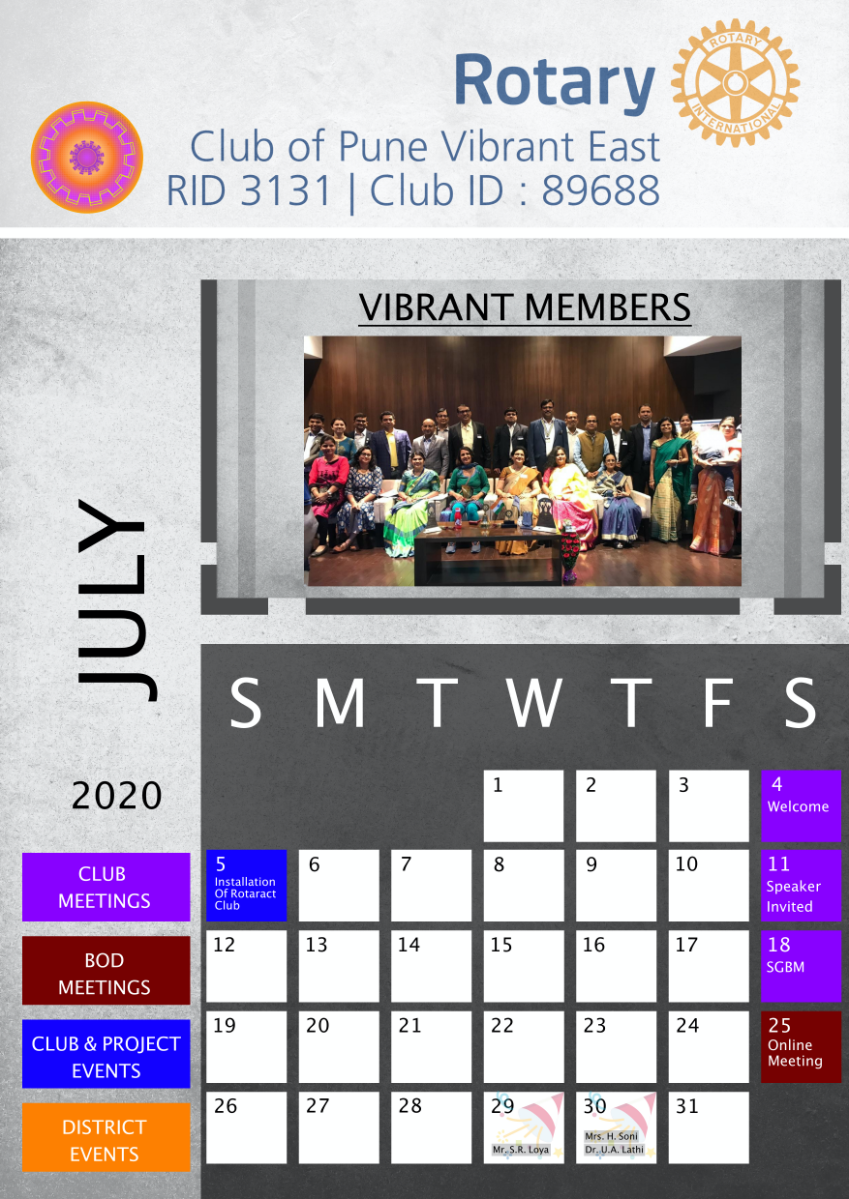 Rotary
ROTARY
INTERNATIONAL
Club of Pune Vibrant East
RID 3131 | Club ID : 89688
VIBRANT MEMBERS
JULY
2020
S M T W T F S
1 2 3 4
Welcome
5 6 7 8 9 10 11
Installation
Of Rotaract
Club
Speaker
Invited
12 13 14 15 16 17 18
SGBM
19 20 21 22 23 24 25
Online
Meeting
26 27 28 29 30 31
Mr. S.R. Loya
Mrs. H. Soni
Dr. U.A. Lathi
CLUB
MEETINGS
BOD
MEETINGS
CLUB & PROJECT
EVENTS
DISTRICT
EVENTS